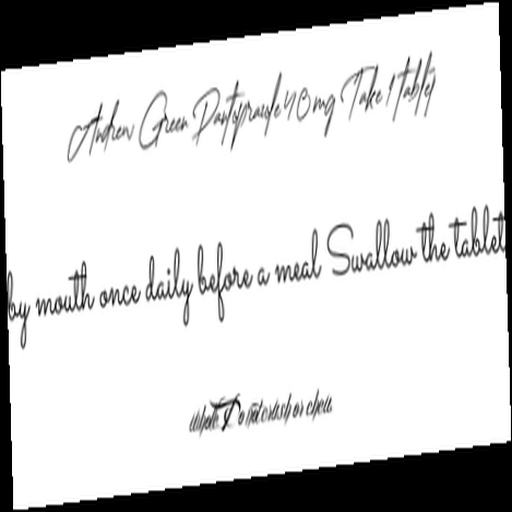 Andrew Green Pantoprazole 40mg Take 1 tablet
by mouth once daily before a meal Swallow the tablet
whole. Do not crush or chew